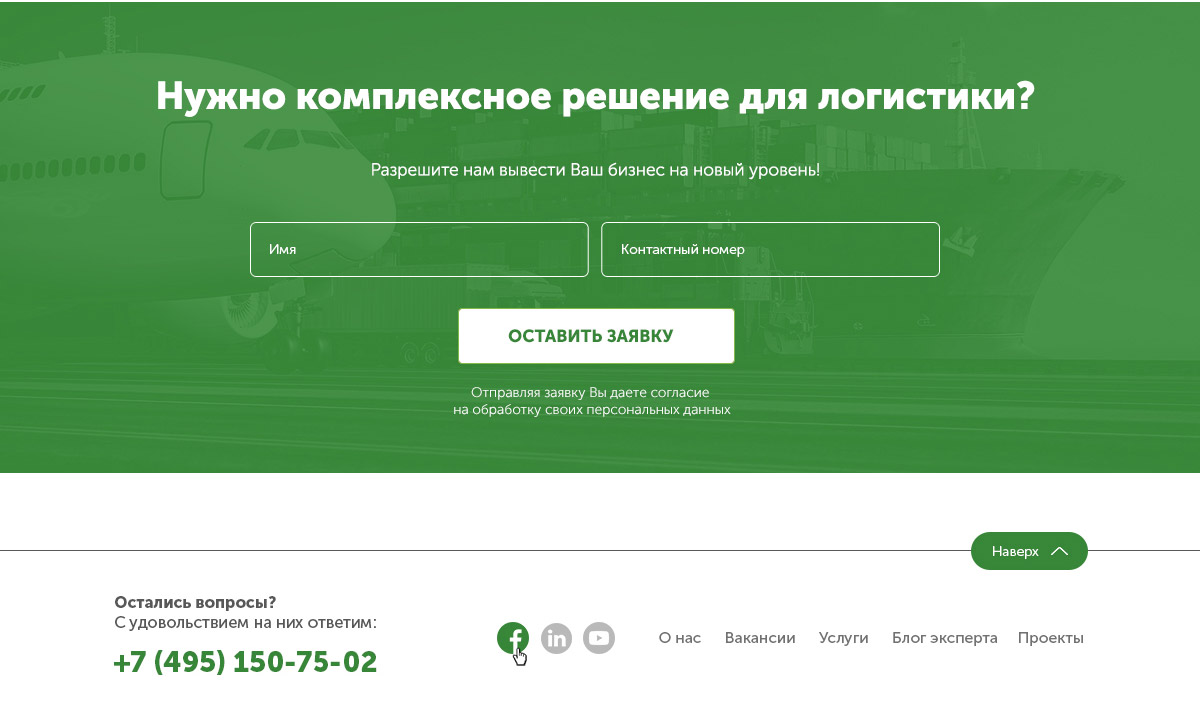 Нужно комплексное решение для логистики?
Разрешите нам вывести Ваш бизнес на новый уровень!
Имя
Контактный номер
ОСТАВИТЬ ЗАЯВКУ
Отправляя заявку Вы даете согласие
на обработку своих персональных данных
Наверх
Остались вопросы?
С удовольствием на них ответим:
+7 (495) 150-75-02
f
in
О нас
Вакансии
Услуги
Блог эксперта
Проекты